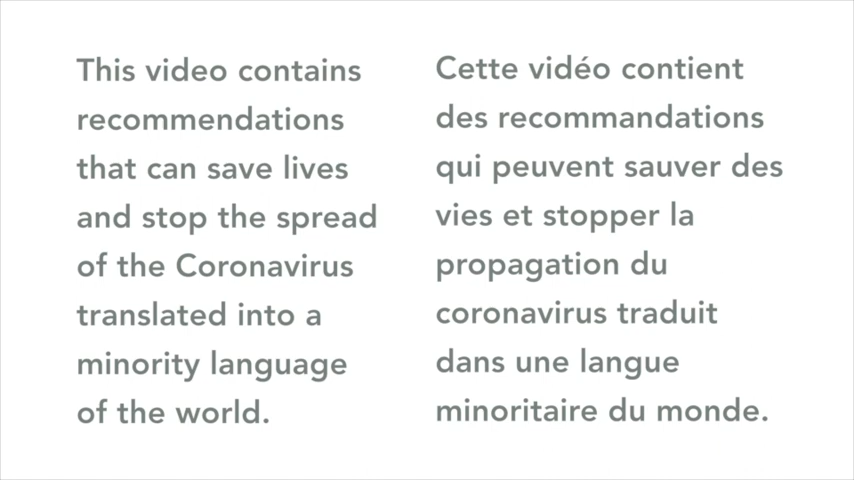 This video contains
recommendations
that can save lives
and stop the spread
of the Coronavirus
translated into a
minority language
of the world.
Cette vidéo contient
des recommandations
qui peuvent sauver des
vies et stopper la
propagation du
coronavirus traduit
dans une langue
minoritaire du monde.